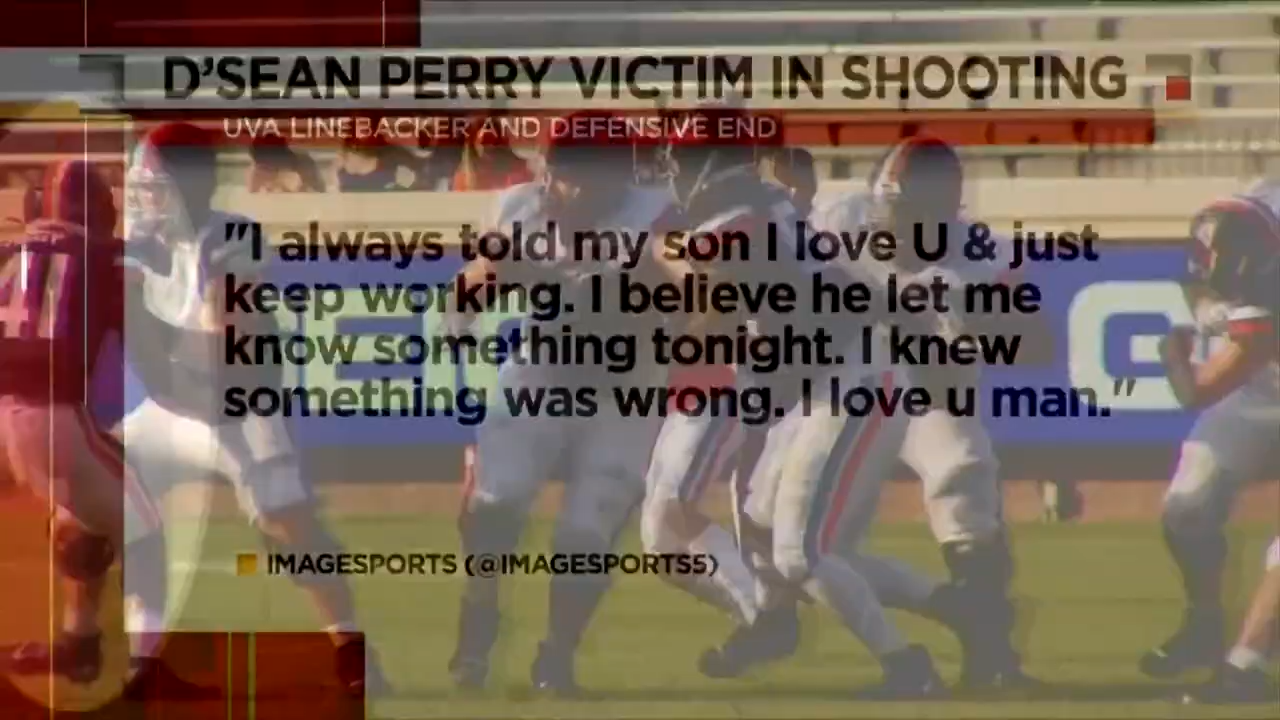 D'SEAN PERRY VICTIM IN SHOOTING
UVA LINEBACKER AND DEFENSIVE END
"I always told my son I love U & just
keep working. I believe he let me
know something tonight. I knew
something was wrong. I love u man."
IMAGESPORTS (@IMAGESPORTS5)